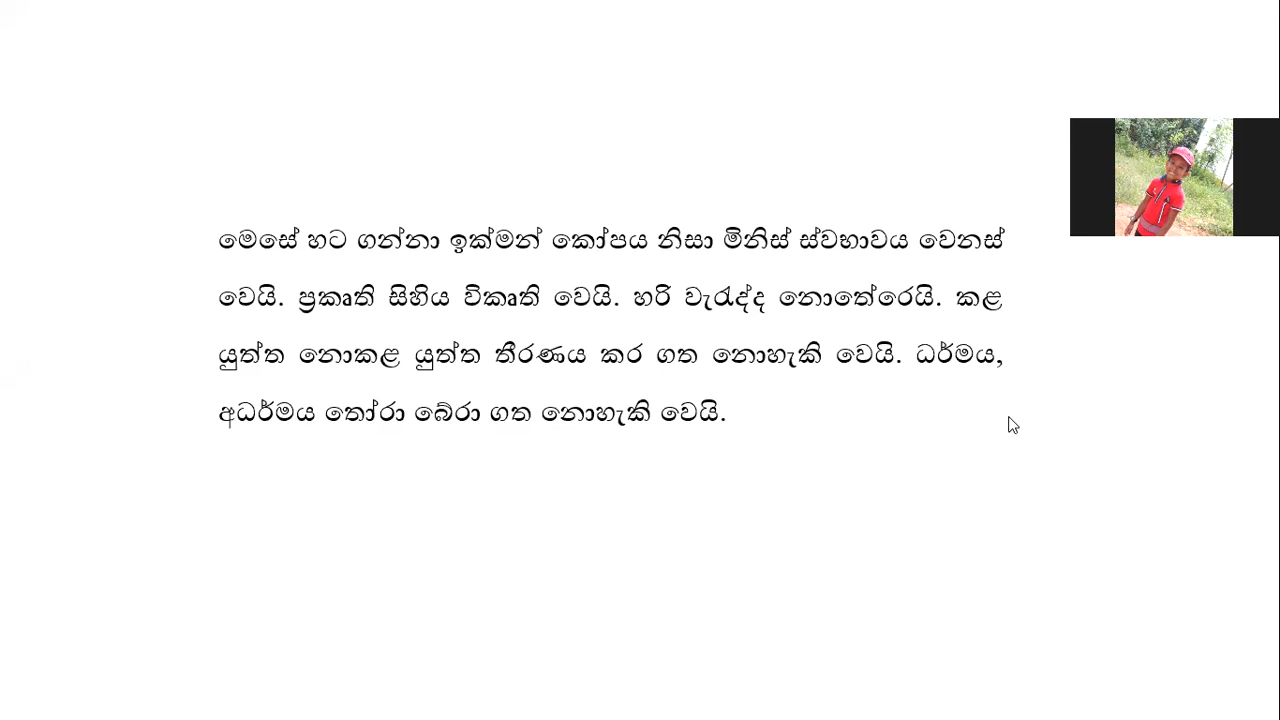 මෙසේ හට ගන්නා ඉක්මන් කෝපය නිසා මිනිස් ස්වභාවය වෙනස්
වෙයි. ප්‍රකෘති සිහිය විකෘති වෙයි. හරි වැරැද්ද නොතේරෙයි. කළ
යුත්ත නොකළ යුත්ත තීරණය කර ගත නොහැකි වෙයි. ධර්මය,
අධර්මය තෝරා බේරා ගත නොහැකි වෙයි.